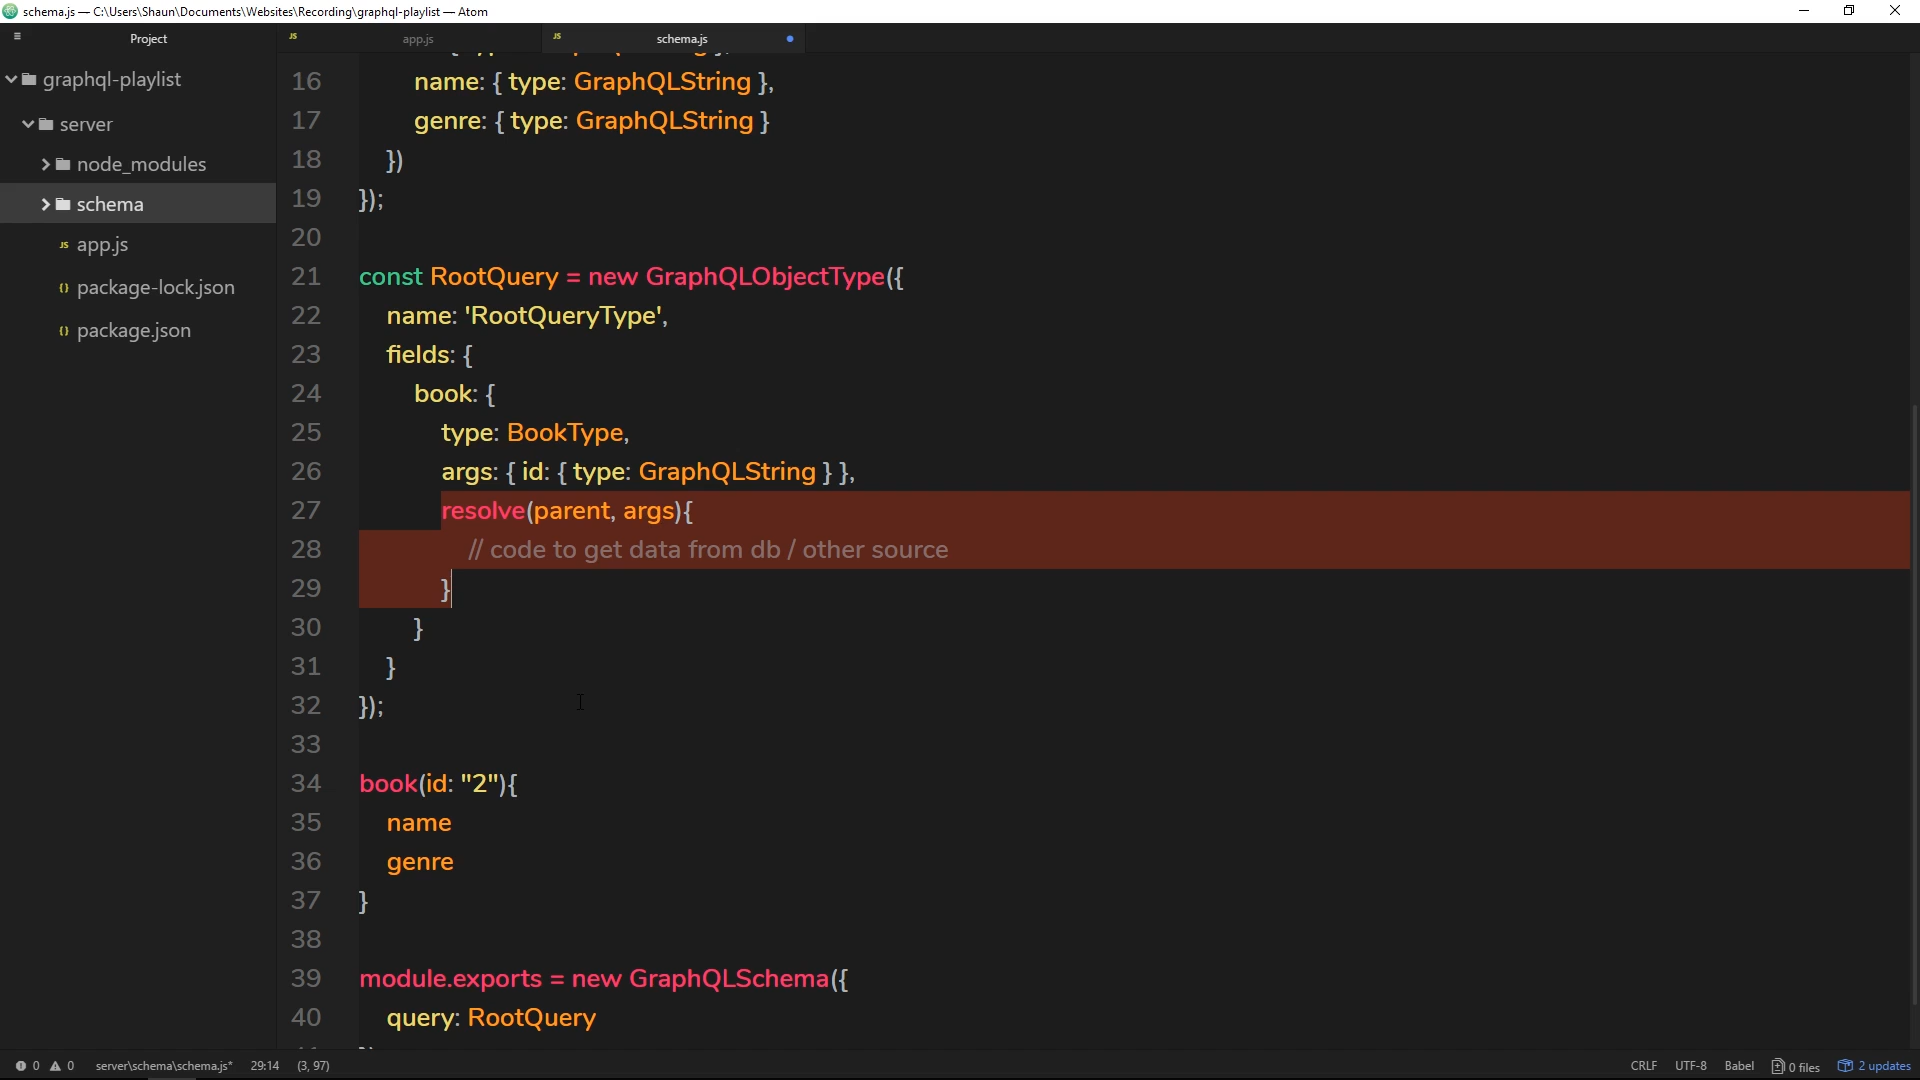 schema.js — C:\Users\Shaun\Documents\Websites\Recording\graphql-playlist — Atom
Project
JS app.js
JS schema.js
graphql-playlist
server
node_modules
schema
JS app.js
{} package-lock.json
{} package.json
16 name: { type: GraphQLString },
17 genre: { type: GraphQLString }
18 })
19 });
20
21 const RootQuery = new GraphQLObjectType({
22 name: 'RootQueryType',
23 fields: {
24 book: {
25 type: BookType,
26 args: { id: { type: GraphQLString } },
27 resolve(parent, args){
28 // code to get data from db / other source
29 }
30 }
31 }
32 });
33
34 book(id: "2"){
35 name
36 genre
37 }
38
39 module.exports = new GraphQLSchema({
40 query: RootQuery
0 0 server\schema\schema.js* 29:14 (3, 97) CRLF UTF-8 Babel 0 files 2 updates